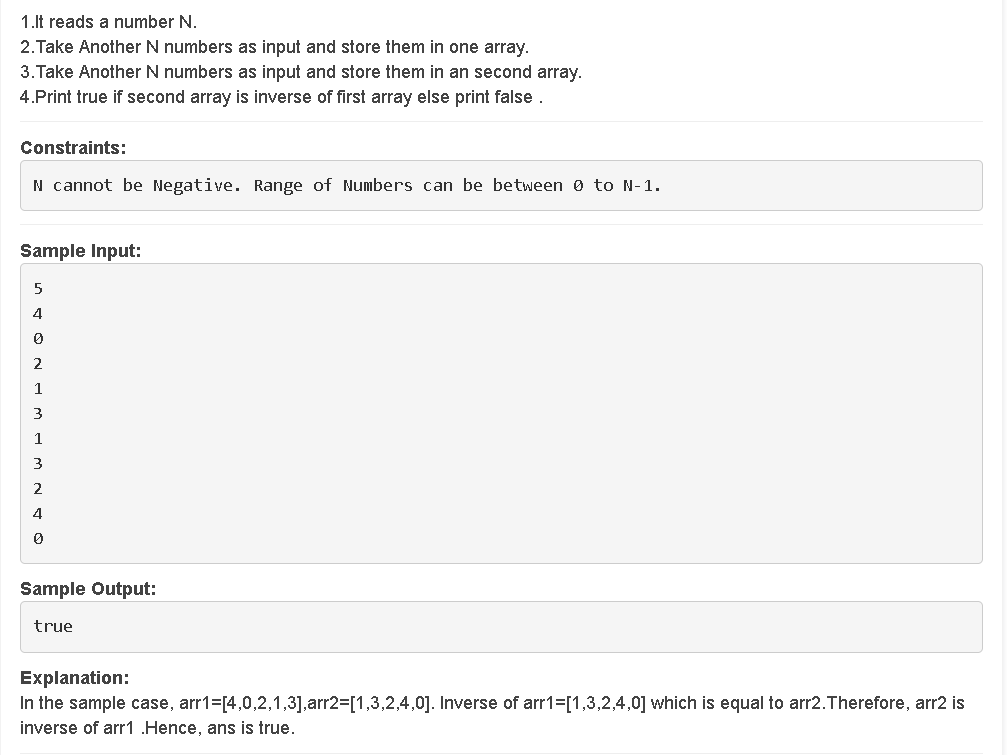 1.It reads a number N.
2.Take Another N numbers as input and store them in one array.
3.Take Another N numbers as input and store them in an second array.
4.Print true if second array is inverse of first array else print false .
Constraints:
N cannot be Negative. Range of Numbers can be between 0 to N-1.
Sample Input:
5
4
0
2
1
3
1
3
2
4
0
Sample Output:
true
Explanation:
In the sample case, arr1=[4,0,2,1,3],arr2=[1,3,2,4,0]. Inverse of arr1=[1,3,2,4,0] which is equal to arr2.Therefore, arr2 is
inverse of arr1 .Hence, ans is true.